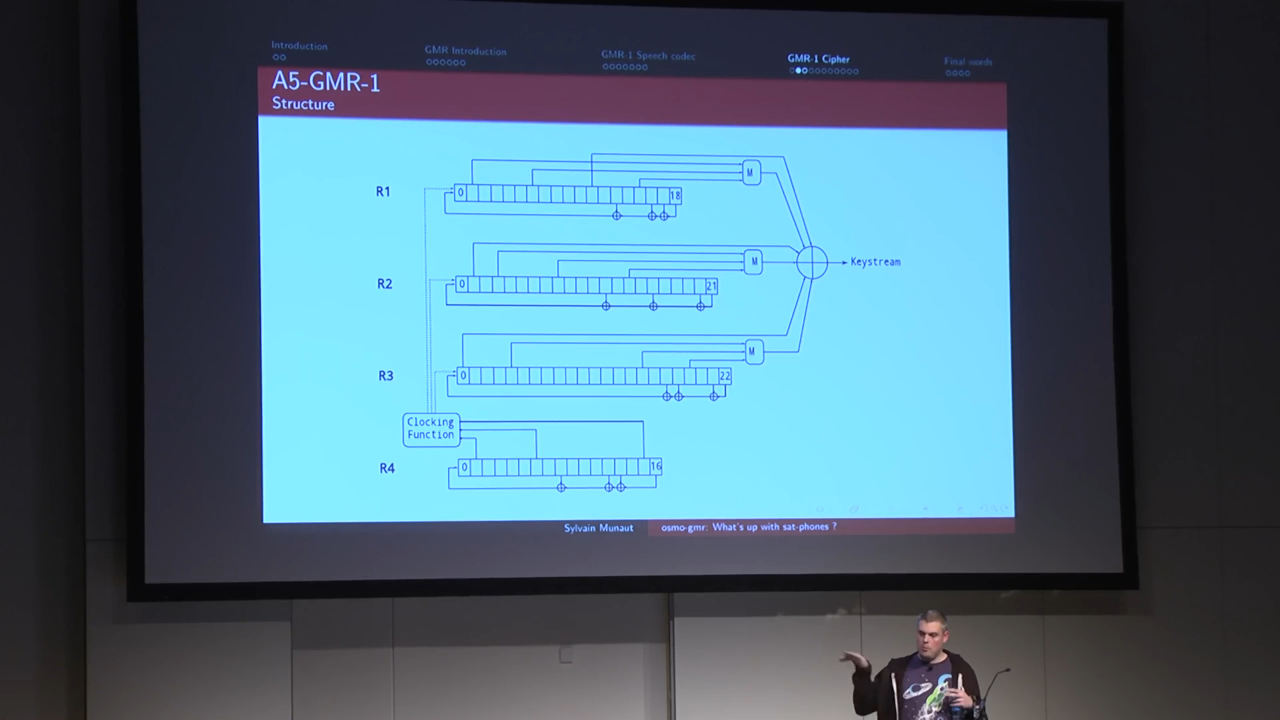 Introduction
GMR Introduction
GMR-1 Speech codec
GMR-1 Cipher
Final words
A5-GMR-1
Structure
R1
0
18
M
R2
0
21
M
Keystream
R3
0
22
M
Clocking
Function
R4
0
16
Sylvain Munaut
osmo-gmr: What's up with sat-phones ?